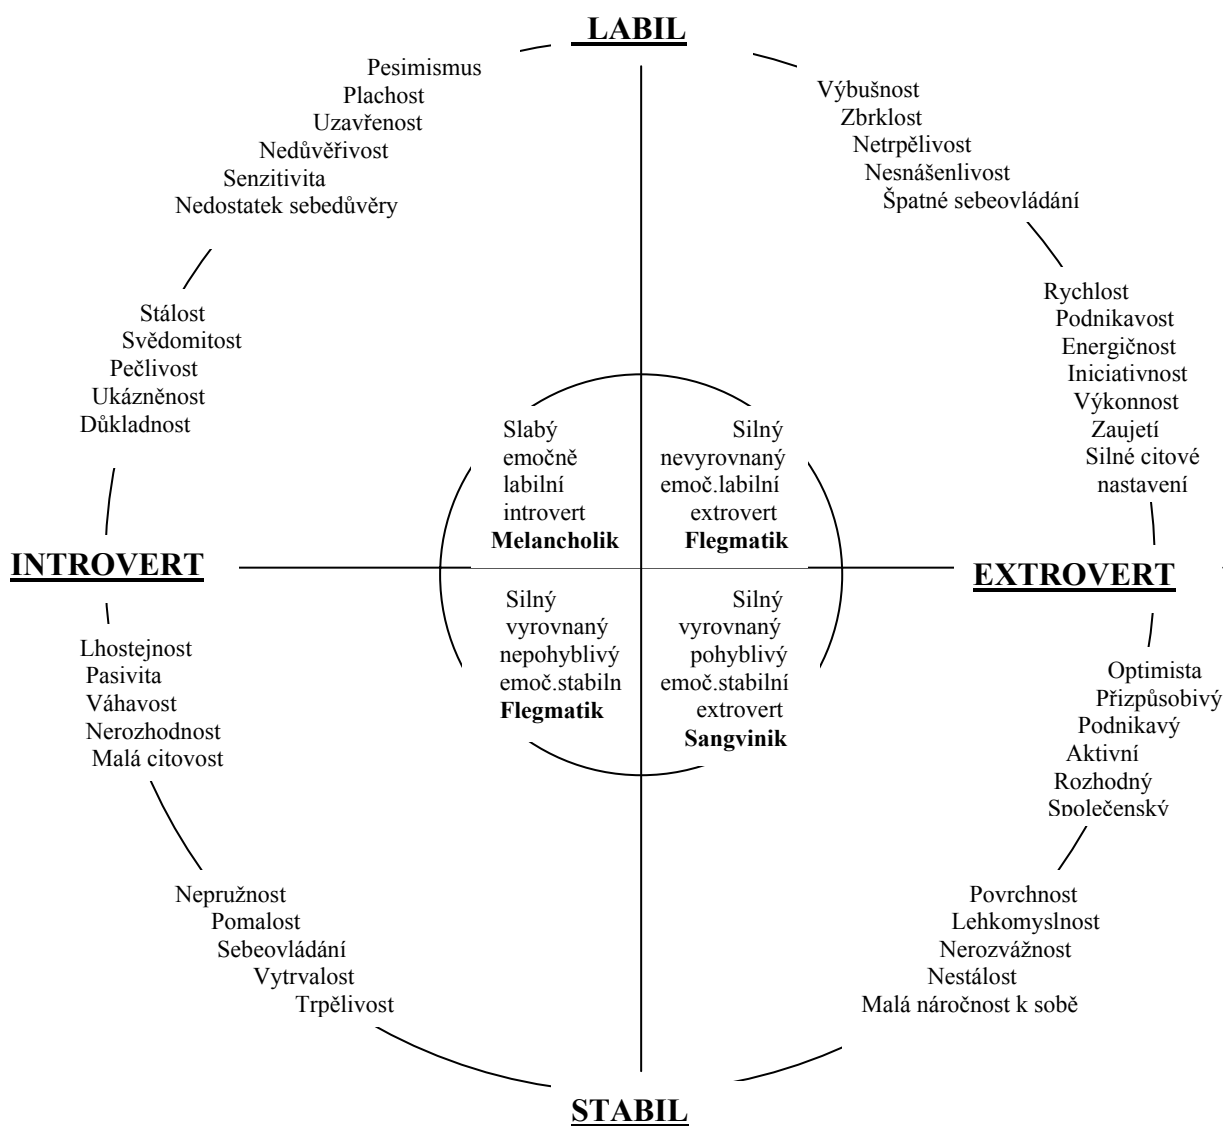 LABIL
Pesimismus
Plachost
Uzavřenost
Nedůvěřivost
Senzitivita
Nedostatek sebedůvěry
Výbušnost
Zbrklost
Netrpělivost
Nesnášenlivost
Špatné sebeovládání
Stálost
Svědomitost
Pečlivost
Ukázněnost
Důkladnost
Rychlost
Podnikavost
Energičnost
Iniciativnost
Výkonnost
Zaujetí
Silné citové
nastavení
Slabý
emočně
labilní
introvert
Melancholik
Silný
nevyrovnaný
emoč.labilní
extrovert
Flegmatik
INTROVERT
EXTROVERT
Silný
vyrovnaný
nepohyblivý
emoč.stabiln
Flegmatik
Silný
vyrovnaný
pohyblivý
emoč.stabilní
extrovert
Sangvinik
Lhostejnost
Pasivita
Váhavost
Nerozhodnost
Malá citovost
Optimista
Přizpůsobivý
Podnikavý
Aktivní
Rozhodný
Společenský
Nepružnost
Pomalost
Sebeovládání
Vytrvalost
Trpělivost
Povrchnost
Lehkomyslnost
Nerozvážnost
Nestálost
Malá náročnost k sobě
STABIL